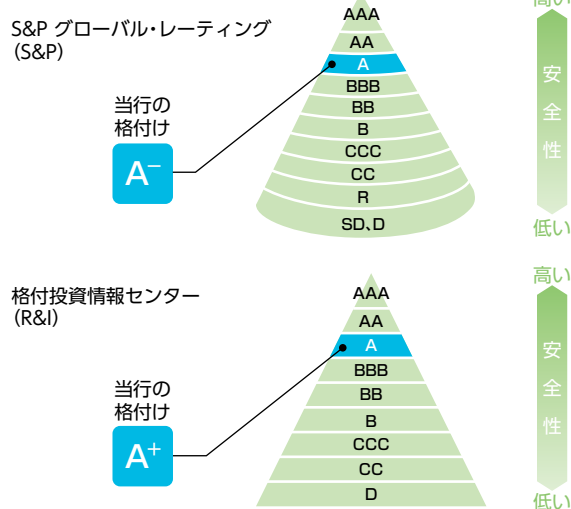 S&P グローバル・レーティング
(S&P)
当行の
格付け
A−
AAA
AA
A
BBB
BB
B
CCC
CC
R
SD、D
高い
安全性
低い
格付投資情報センター
(R&I)
当行の
格付け
A+
AAA
AA
A
BBB
BB
B
CCC
CC
D
高い
安全性
低い